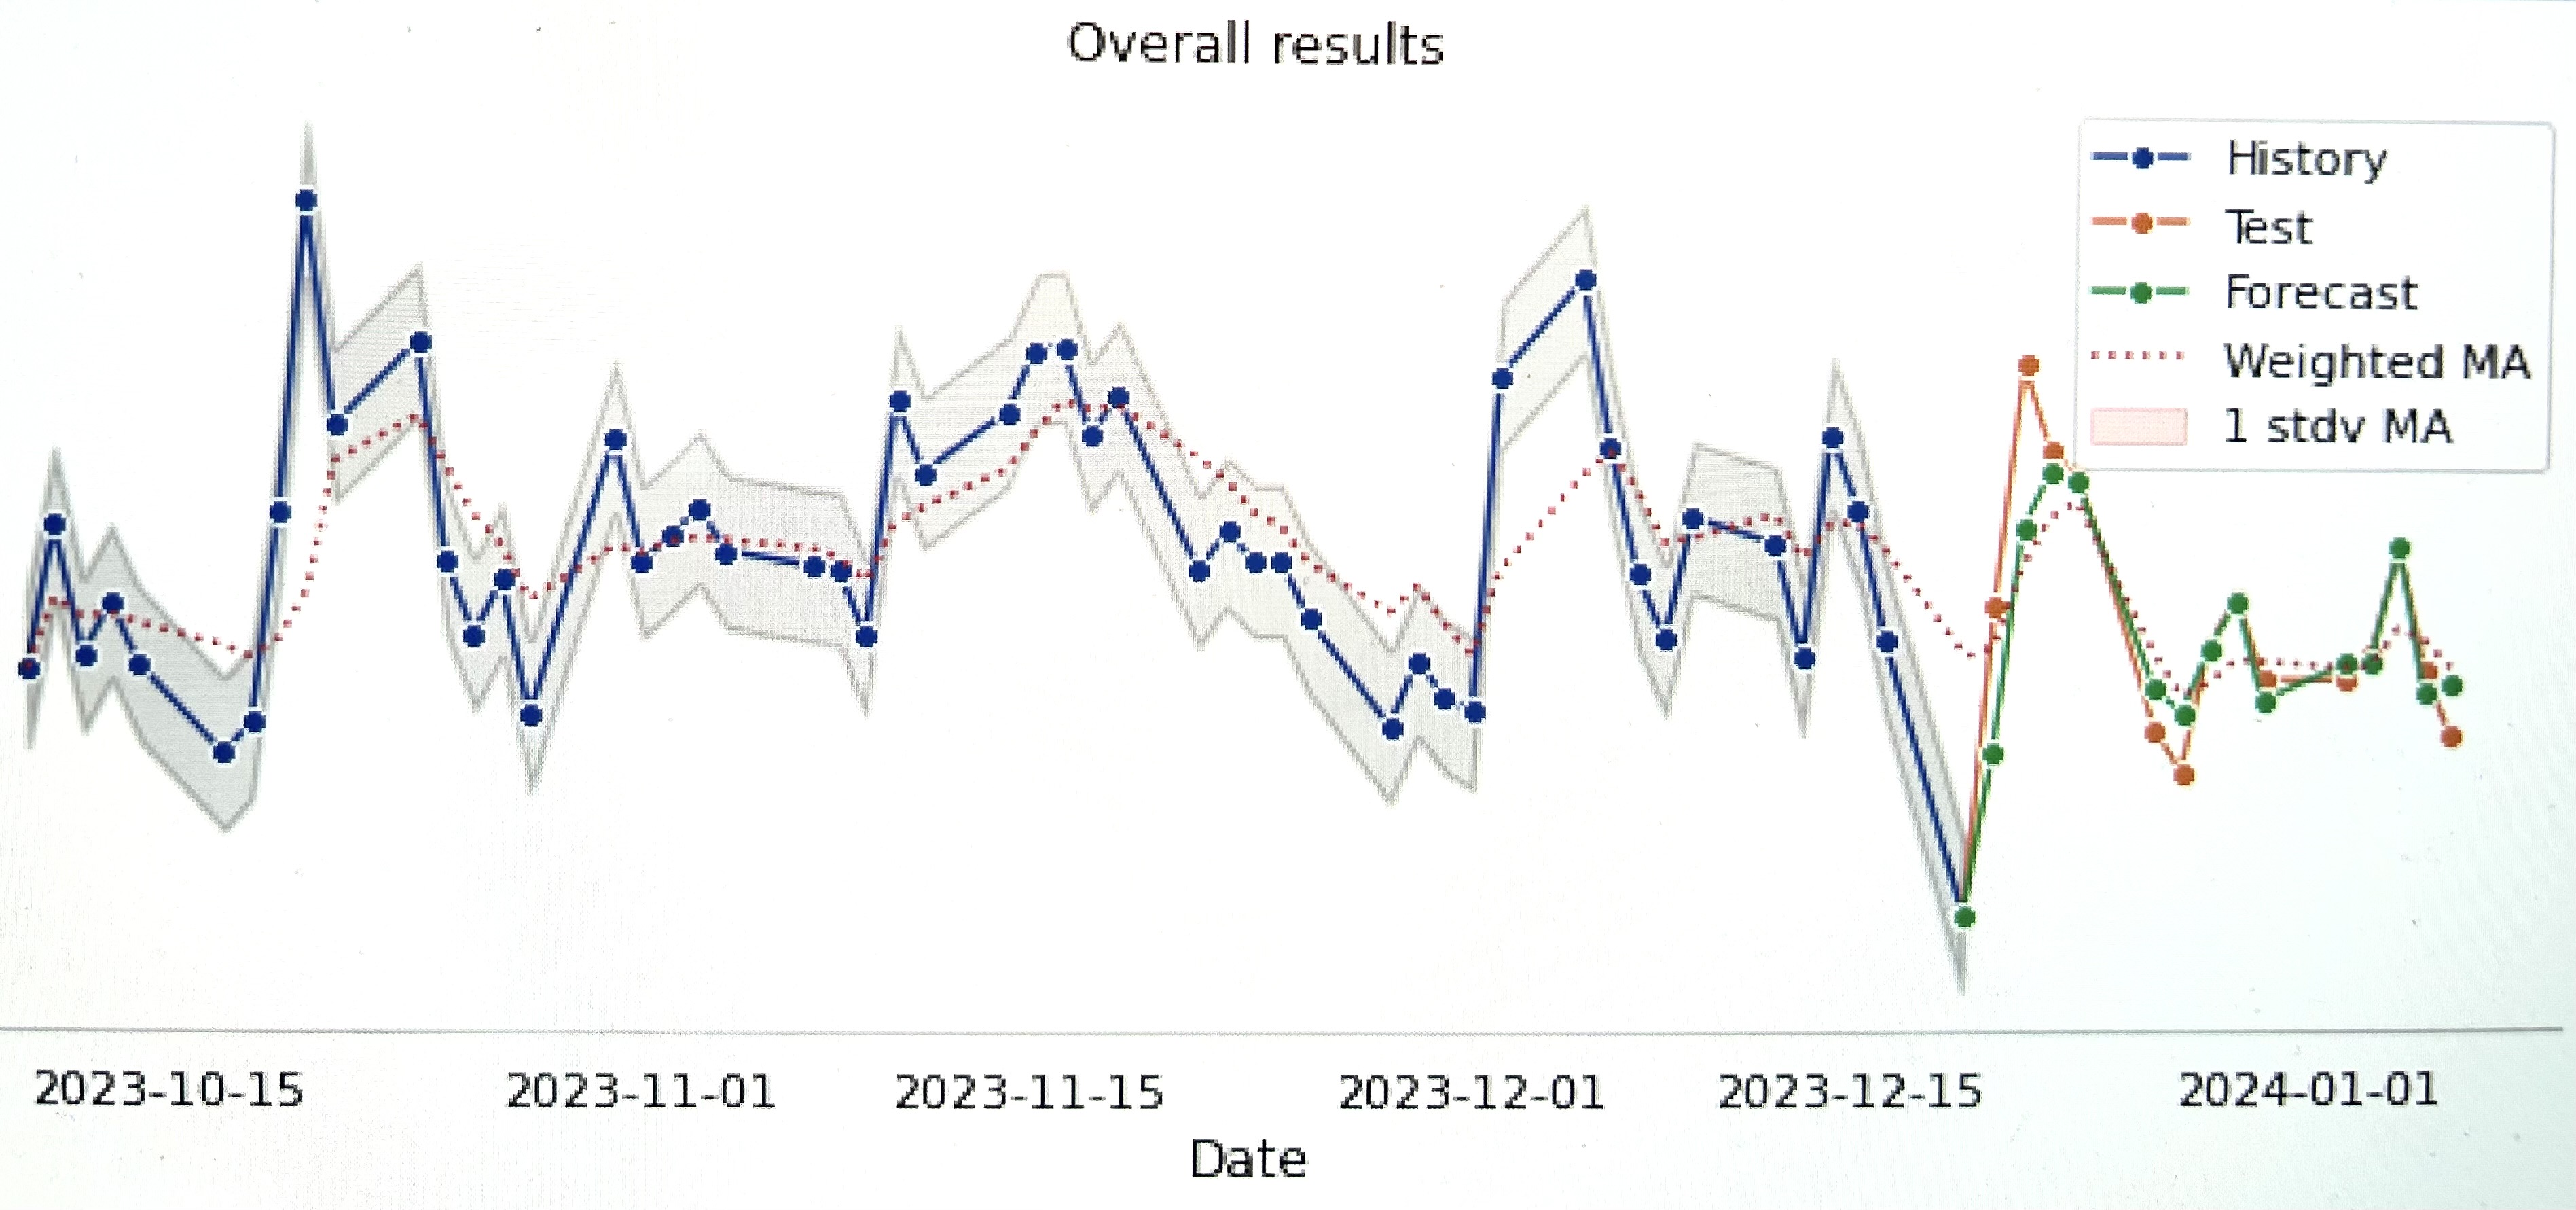 Overall results
History
Test
Forecast
Weighted MA
1 stdv MA
2023-10-15 2023-11-01 2023-11-15 2023-12-01 2023-12-15 2024-01-01
Date